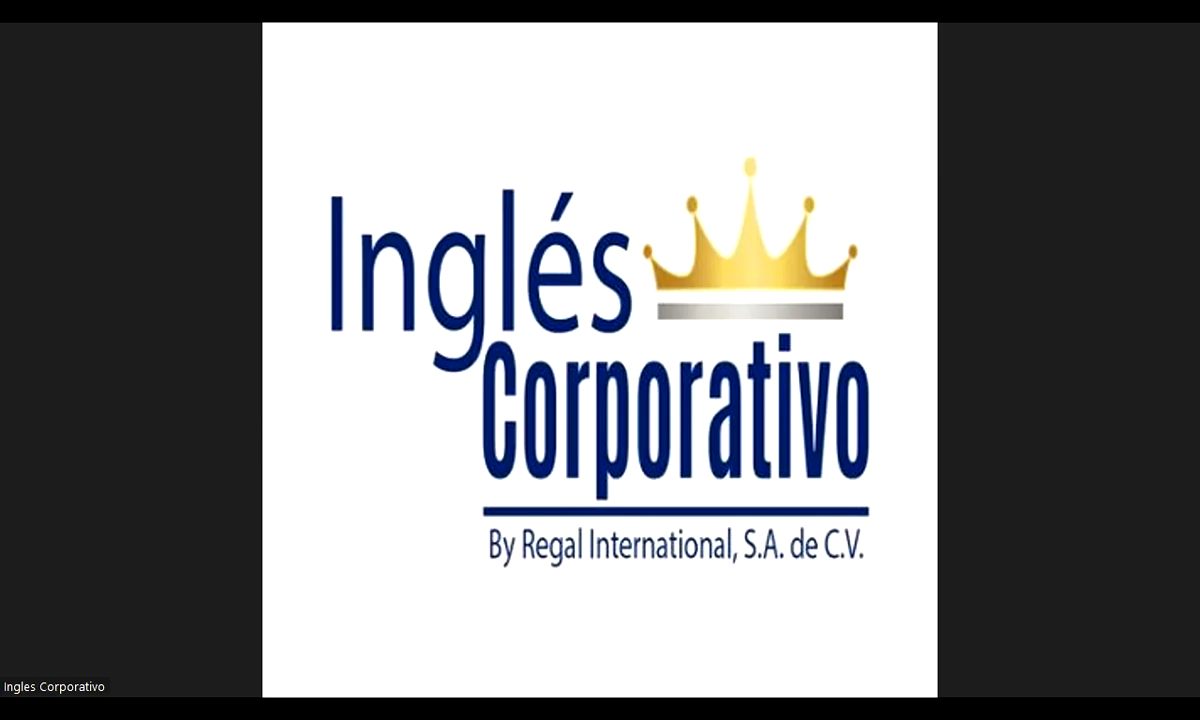 Inglés
Corporativo
By Regal International, S.A. de C.V.
Ingles Corporativo